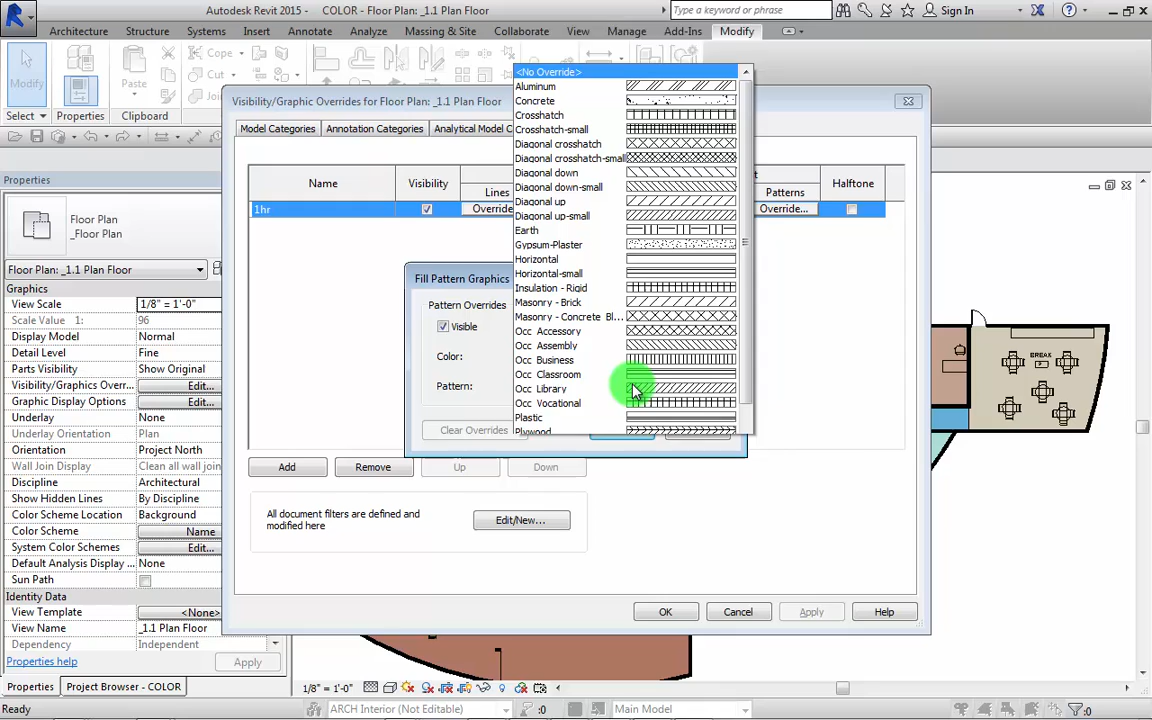 Autodesk Revit 2015 - COLOR - Floor Plan: _1.1 Plan Floor
Type a keyword or phrase
Sign In
Architecture
Structure
Systems
Insert
Annotate
Analyze
Massing & Site
Collaborate
View
Manage
Add-Ins
Modify
Modify
Paste
Cope
Cut
Join
Select
Properties
Clipboard
Properties
Floor Plan
_Floor Plan
Floor Plan: _1.1 Plan Floor
Graphics
View Scale 1/8" = 1'-0"
Scale Value 1: 96
Display Model Normal
Detail Level Fine
Parts Visibility Show Original
Visibility/Graphics Overr... Edit...
Graphic Display Options Edit...
Underlay None
Underlay Orientation Plan
Orientation Project North
Wall Join Display Clean all wall join
Discipline Architectural
Show Hidden Lines By Discipline
Color Scheme Location Background
Color Scheme Name
System Color Schemes Edit...
Default Analysis Display ... None
Sun Path
Identity Data
View Template <None>
View Name _1.1 Plan Floor
Dependency Independent
Properties help
Apply
Properties
Project Browser - COLOR
Visibility/Graphic Overrides for Floor Plan: _1.1 Plan Floor
Model Categories
Annotation Categories
Analytical Model C
Name
Visibility
Lines
Patterns
Halftone
1hr
Override
Override...
Fill Pattern Graphics
Pattern Overrides
Visible
Color:
Pattern:
Clear Overrides
<No Override>
Aluminum
Concrete
Crosshatch
Crosshatch-small
Diagonal crosshatch
Diagonal crosshatch-small
Diagonal down
Diagonal down-small
Diagonal up
Diagonal up-small
Earth
Gypsum-Plaster
Horizontal
Horizontal-small
Insulation - Rigid
Masonry - Brick
Masonry - Concrete Bl...
Occ Accessory
Occ Assembly
Occ Business
Occ Classroom
Occ Library
Occ Vocational
Plastic
Plywood
Add
Remove
Up
Down
All document filters are defined and
modified here
Edit/New...
OK
Cancel
Apply
Help
BREAK
1/8" = 1'-0"
Ready
ARCH Interior (Not Editable)
:0
Main Model
:0